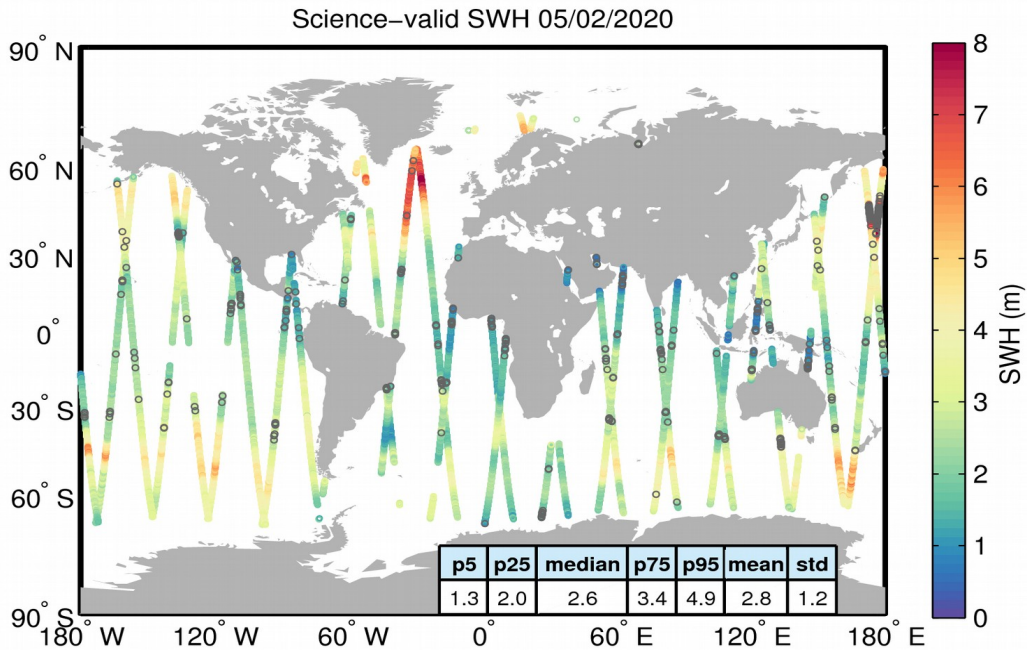 Science−valid SWH 05/02/2020
90° N
60° N
30° N
0°
30° S
60° S
90° S
180° W
120° W
60° W
0°
60° E
120° E
180° E
p5 p25 median p75 p95 mean std
1.3 2.0 2.6 3.4 4.9 2.8 1.2
8
7
6
5
4
3
2
1
0
SWH (m)